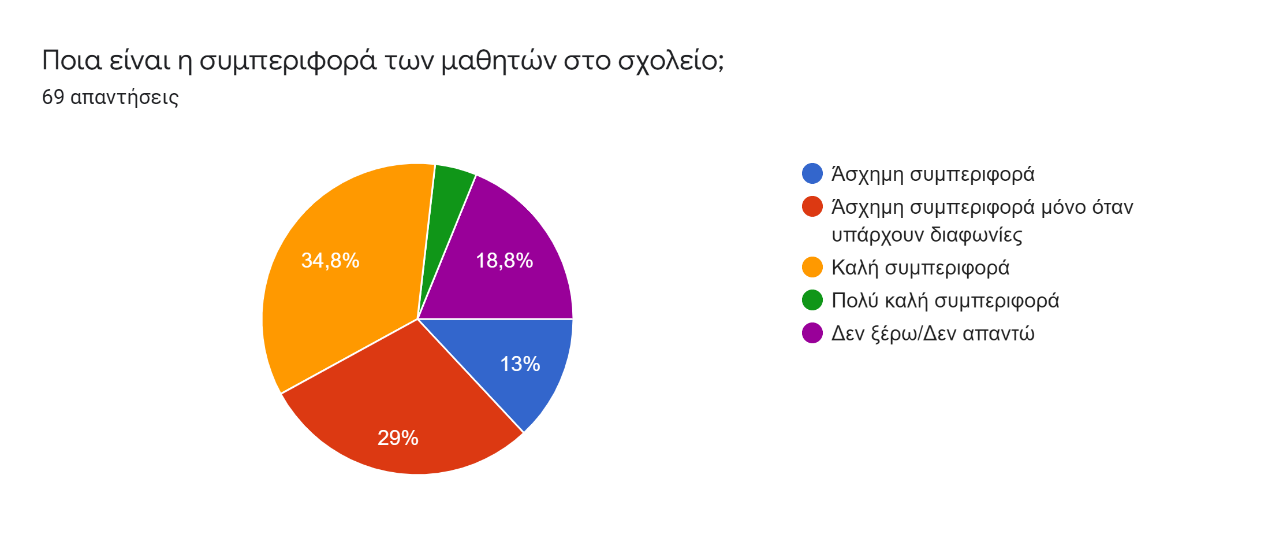 Ποια είναι η συμπεριφορά των μαθητών στο σχολείο;
69 απαντήσεις
34,8%
18,8%
13%
29%
Άσχημη συμπεριφορά
Άσχημη συμπεριφορά μόνο όταν
υπάρχουν διαφωνίες
Καλή συμπεριφορά
Πολύ καλή συμπεριφορά
Δεν ξέρω/Δεν απαντώ